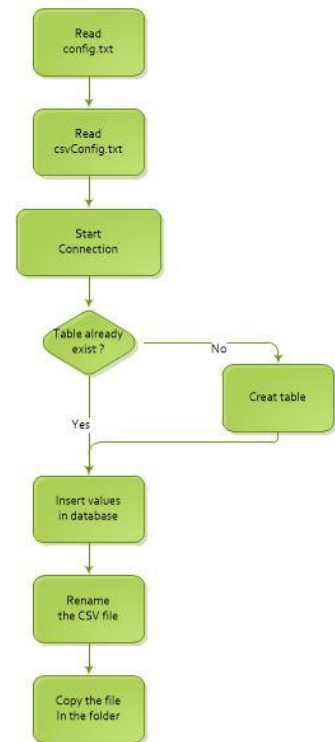 Read
config.txt
Read
csvConfig.txt
Start
Connection
Table already
exist ?
No
Creat table
Yes
Insert values
in database
Rename
the CSV file
Copy the file
in the folder